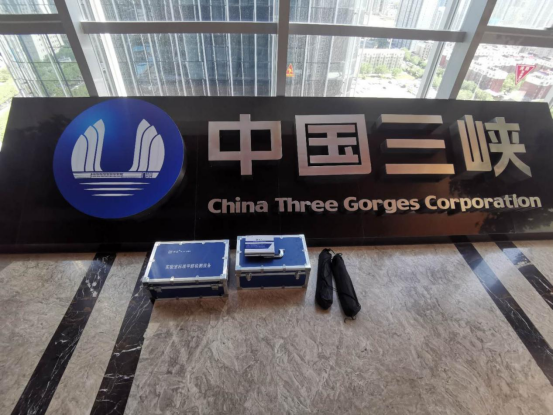 中国三峡
China Three Gorges Corporation